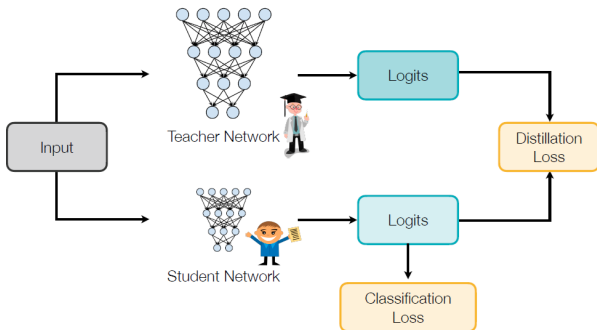 Logits
Teacher Network
Input
Distillation
Loss
Logits
Student Network
Classification
Loss